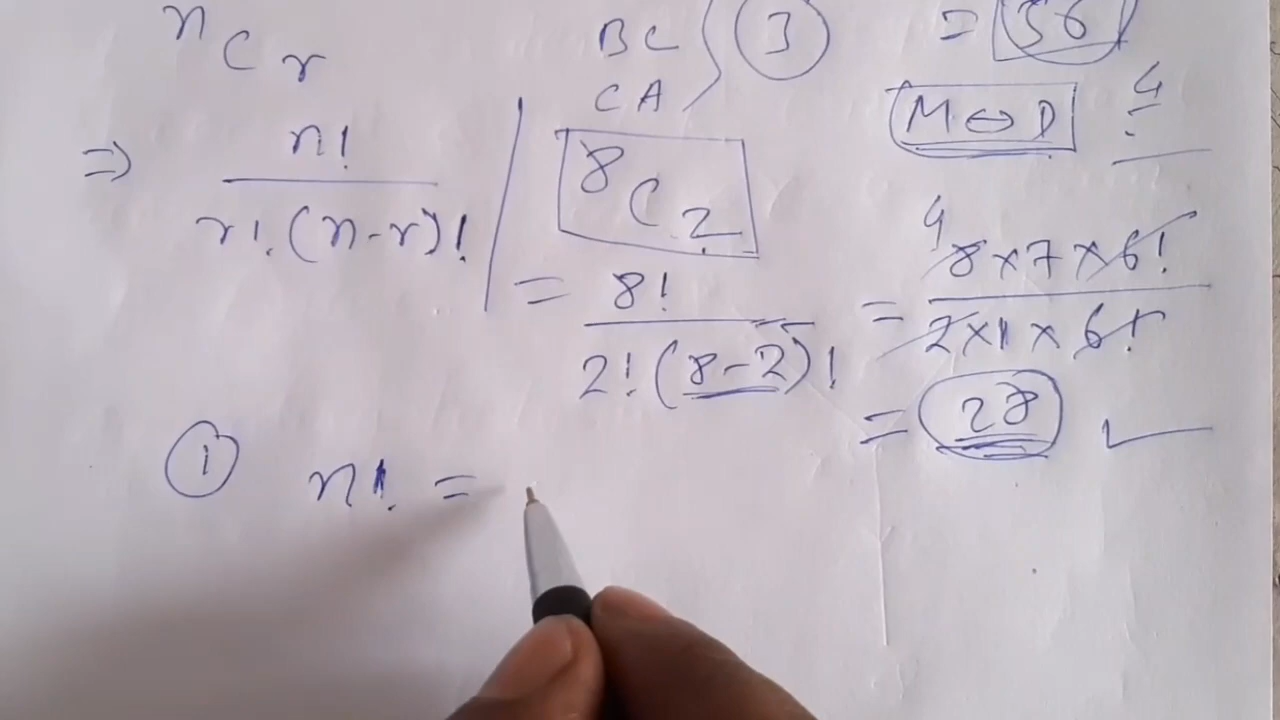 nCr
⇒ n! / r!.(n-r)!
BC
CA
3
8C2
= 8! / 2!(8-2)!
= 56
M⇔D
4
= 8×7×6! / 2×1×6!
4
= 28
① n! =